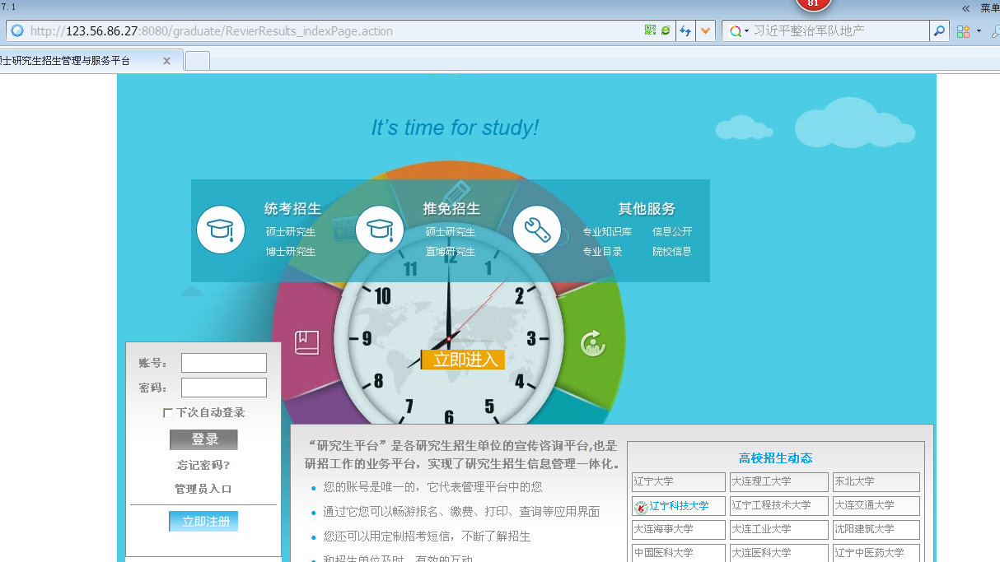 7.1
81
« 菜单
http://123.56.86.27:8080/graduate/RevierResults_indexPage.action
习近平整治军队地产
硕士研究生招生管理与服务平台 x
It's time for study!
统考招生 推免招生 其他服务
硕士研究生 硕士研究生 专业知识库 信息公开
博士研究生 直博研究生 专业目录 院校信息
NEWS
11 12 1
10 2
9 3
8 4
7 6 5
立即进入
账号：
密码：
下次自动登录
登录
忘记密码?
管理员入口
立即注册
“研究生平台”是各研究生招生单位的宣传咨询平台,也是
研招工作的业务平台，实现了研究生招生信息管理一体化。
• 您的账号是唯一的，它代表管理平台中的您
• 通过它您可以畅游报名、缴费、打印、查询等应用界面
• 您还可以用定制招考短信，不断了解招生
• 和招生单位及时、有效的互动
高校招生动态
辽宁大学 大连理工大学 东北大学
辽宁科技大学 辽宁工程技术大学 大连交通大学
大连海事大学 大连工业大学 沈阳建筑大学
中国医科大学 大连医科大学 辽宁中医药大学